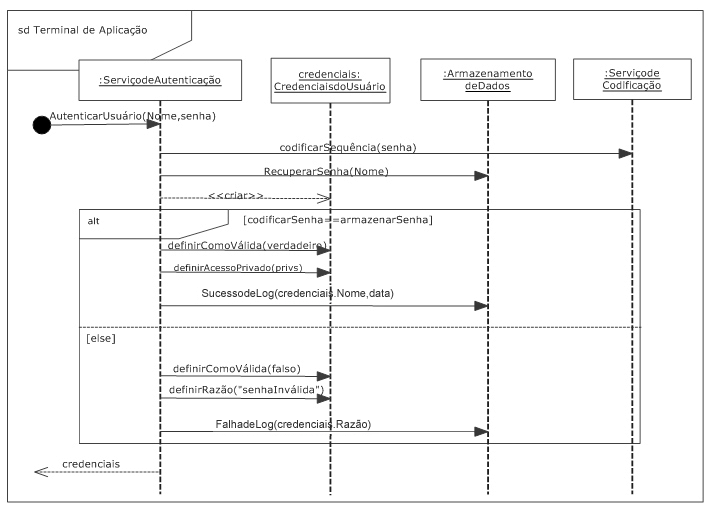 sd Terminal de Aplicação
:ServiçodeAutenticação
credenciais:
CredenciaisdoUsuário
:Armazenamento
deDados
:Serviçode
Codificação
AutenticarUsuário(Nome,senha)
codificarSequência(senha)
RecuperarSenha(Nome)
<<criar>>
alt
[codificarSenha==armazenarSenha]
definirComoVálida(verdadeiro)
definirAcessoPrivado(privs)
SucessodeLog(credenciais.Nome,data)
[else]
definirComoVálida(falso)
definirRazão("senhaInválida")
FalhadeLog(credenciais.Razão)
credenciais